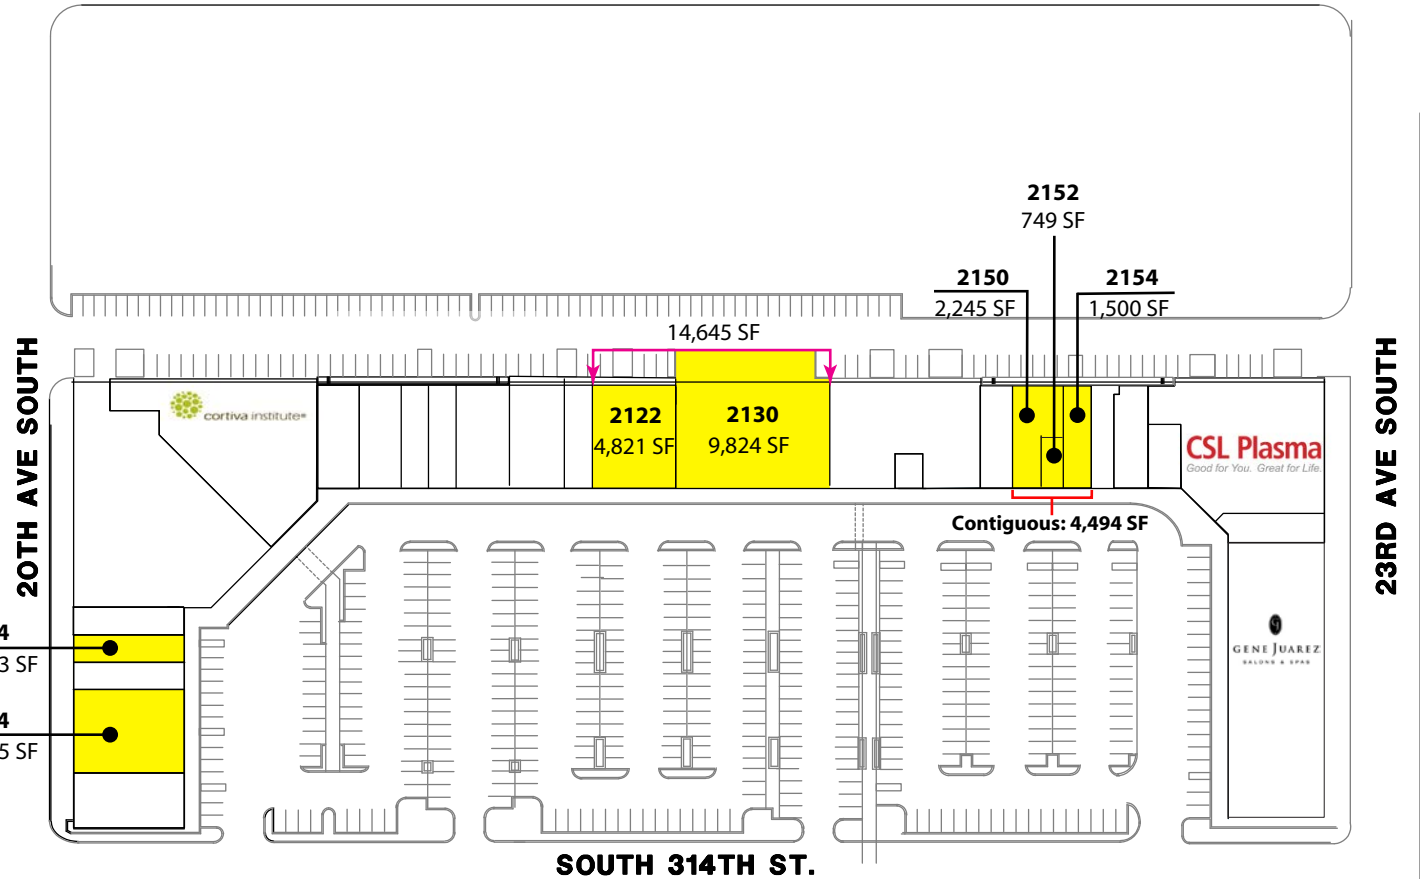 2152
749 SF
2150
2,245 SF
2154
1,500 SF
14,645 SF
2122
4,821 SF
2130
9,824 SF
cortiva institute®
CSL Plasma
Good for You. Great for Life.
Contiguous: 4,494 SF
20TH AVE SOUTH
23RD AVE SOUTH
4
3 SF
4
5 SF
GENE JUAREZ
SALONS & SPAS
SOUTH 314TH ST.